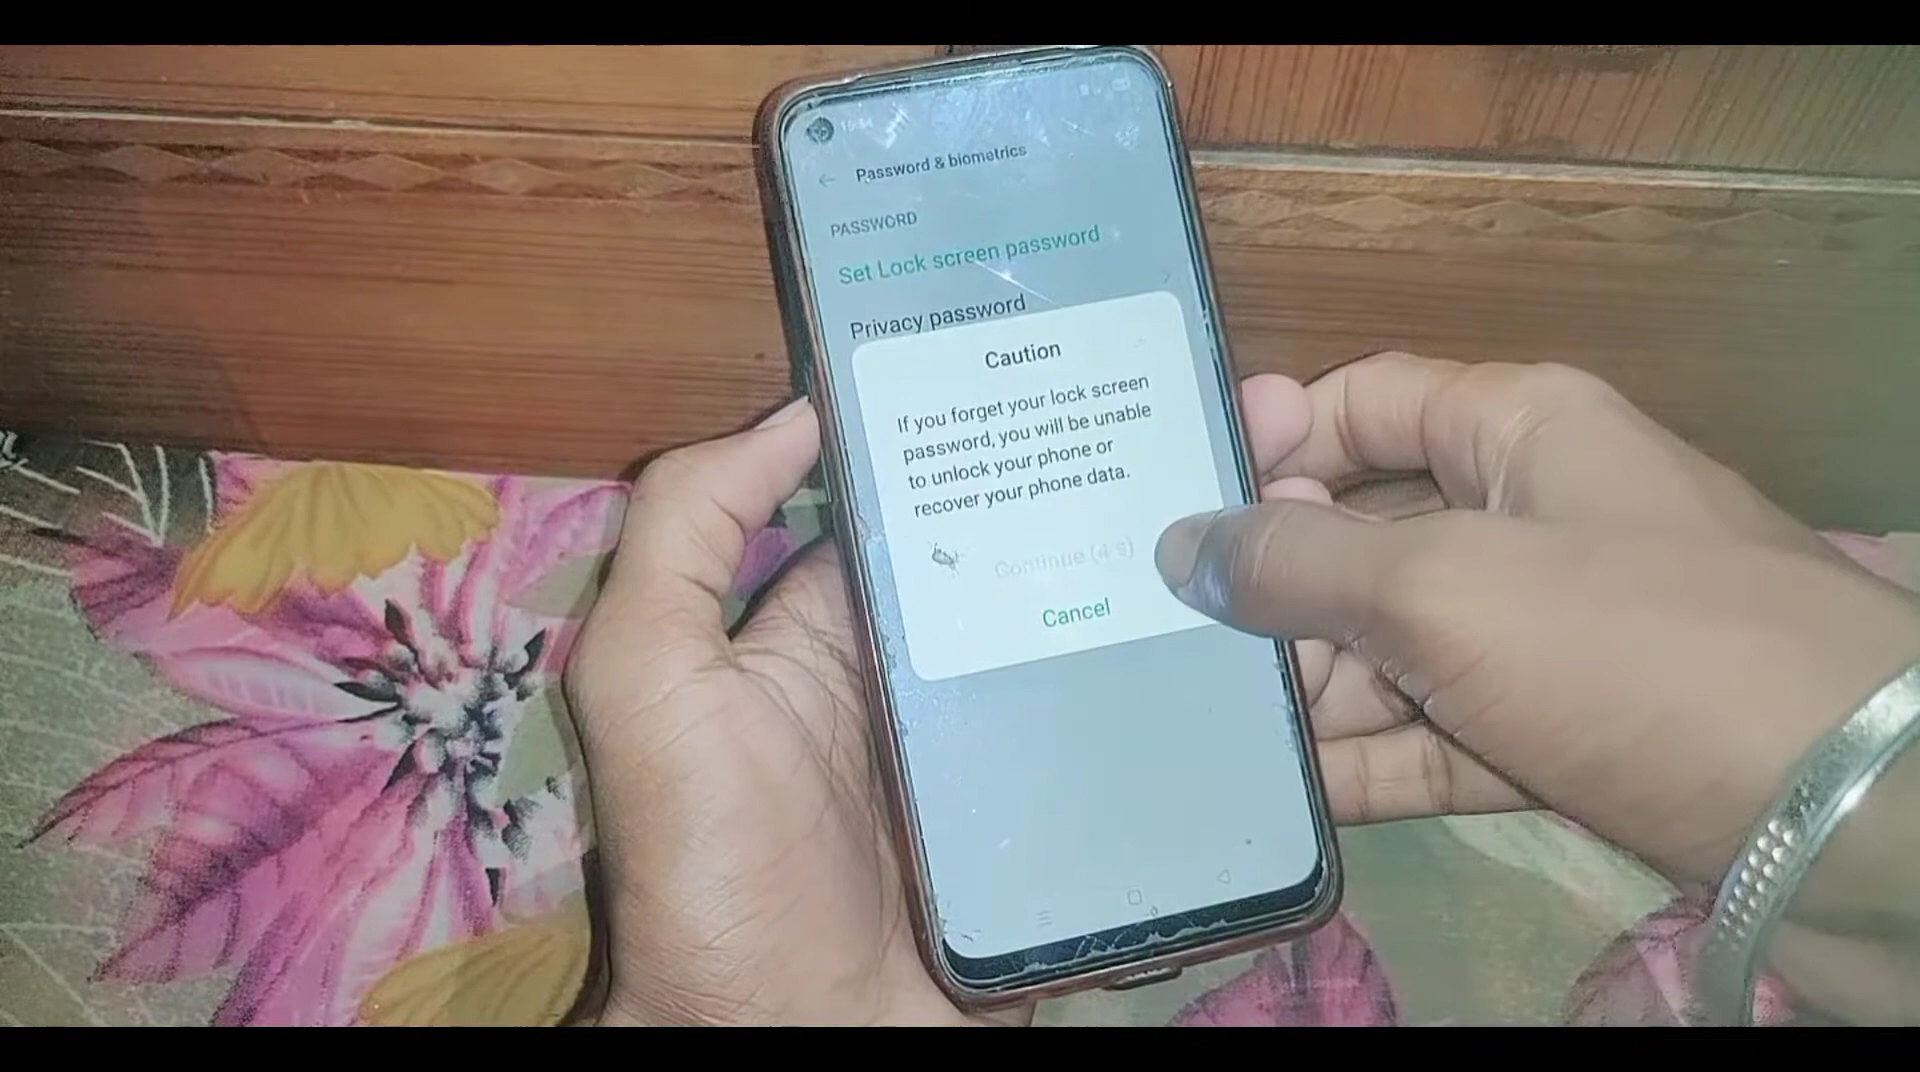 Password & biometrics
PASSWORD
Set Lock screen password
Privacy password
Caution
If you forget your lock screen
password, you will be unable
to unlock your phone or
recover your phone data.
Continue (4 s)
Cancel